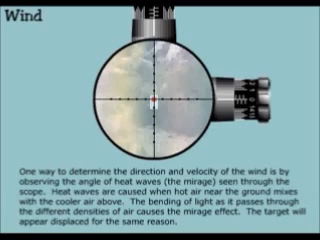 Wind
One way to determine the direction and velocity of the wind is by
observing the angle of heat waves (the mirage) seen through the
scope.  Heat waves are caused when hot air near the ground mixes
with the cooler air above.  The bending of light as it passes through
the different densities of air causes the mirage effect.  The target will
appear displaced for the same reason.